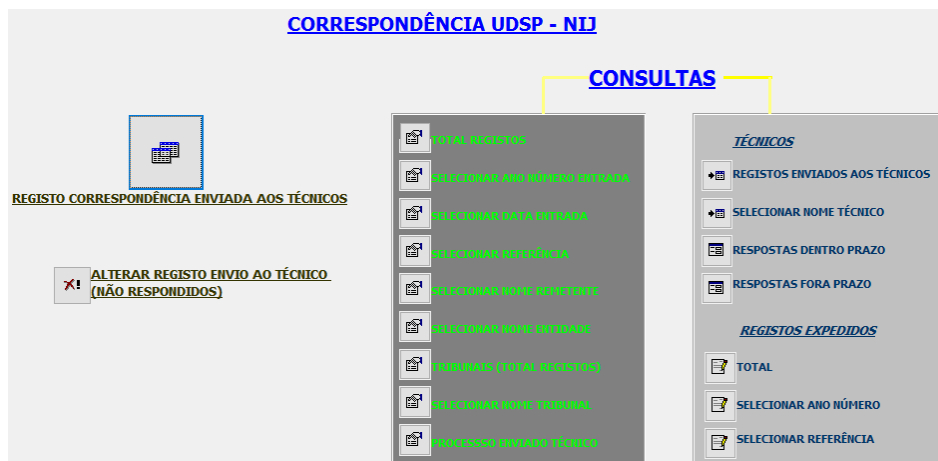 CORRESPONDÊNCIA UDSP - NIJ
CONSULTAS
REGISTO CORRESPONDÊNCIA ENVIADA AOS TÉCNICOS
ALTERAR REGISTO ENVIO AO TÉCNICO
(NÃO RESPONDIDOS)
TOTAL REGISTOS
SELECIONAR ANO NÚMERO ENTRADA
SELECIONAR DATA ENTRADA
SELECIONAR REFERÊNCIA
SELECIONAR NOME REMETENTE
SELECIONAR NOME ENTIDADE
TRIBUNAIS (TOTAL REGISTOS)
SELECIONAR NOME TRIBUNAL
PROCESSSO ENVIADO TÉCNICO
TÉCNICOS
REGISTOS ENVIADOS AOS TÉCNICOS
SELECIONAR NOME TÉCNICO
RESPOSTAS DENTRO PRAZO
RESPOSTAS FORA PRAZO
REGISTOS EXPEDIDOS
TOTAL
SELECIONAR ANO NÚMERO
SELECIONAR REFERÊNCIA